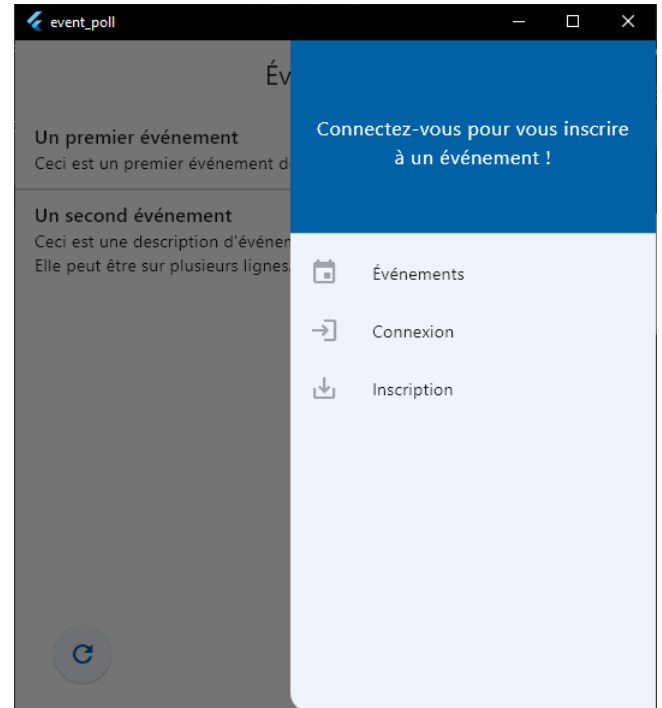 event_poll
Év
Un premier événement
Ceci est un premier événement d
Un second événement
Ceci est une description d'événe
Elle peut être sur plusieurs lignes
Connectez-vous pour vous inscrire
à un événement !
Événements
Connexion
Inscription